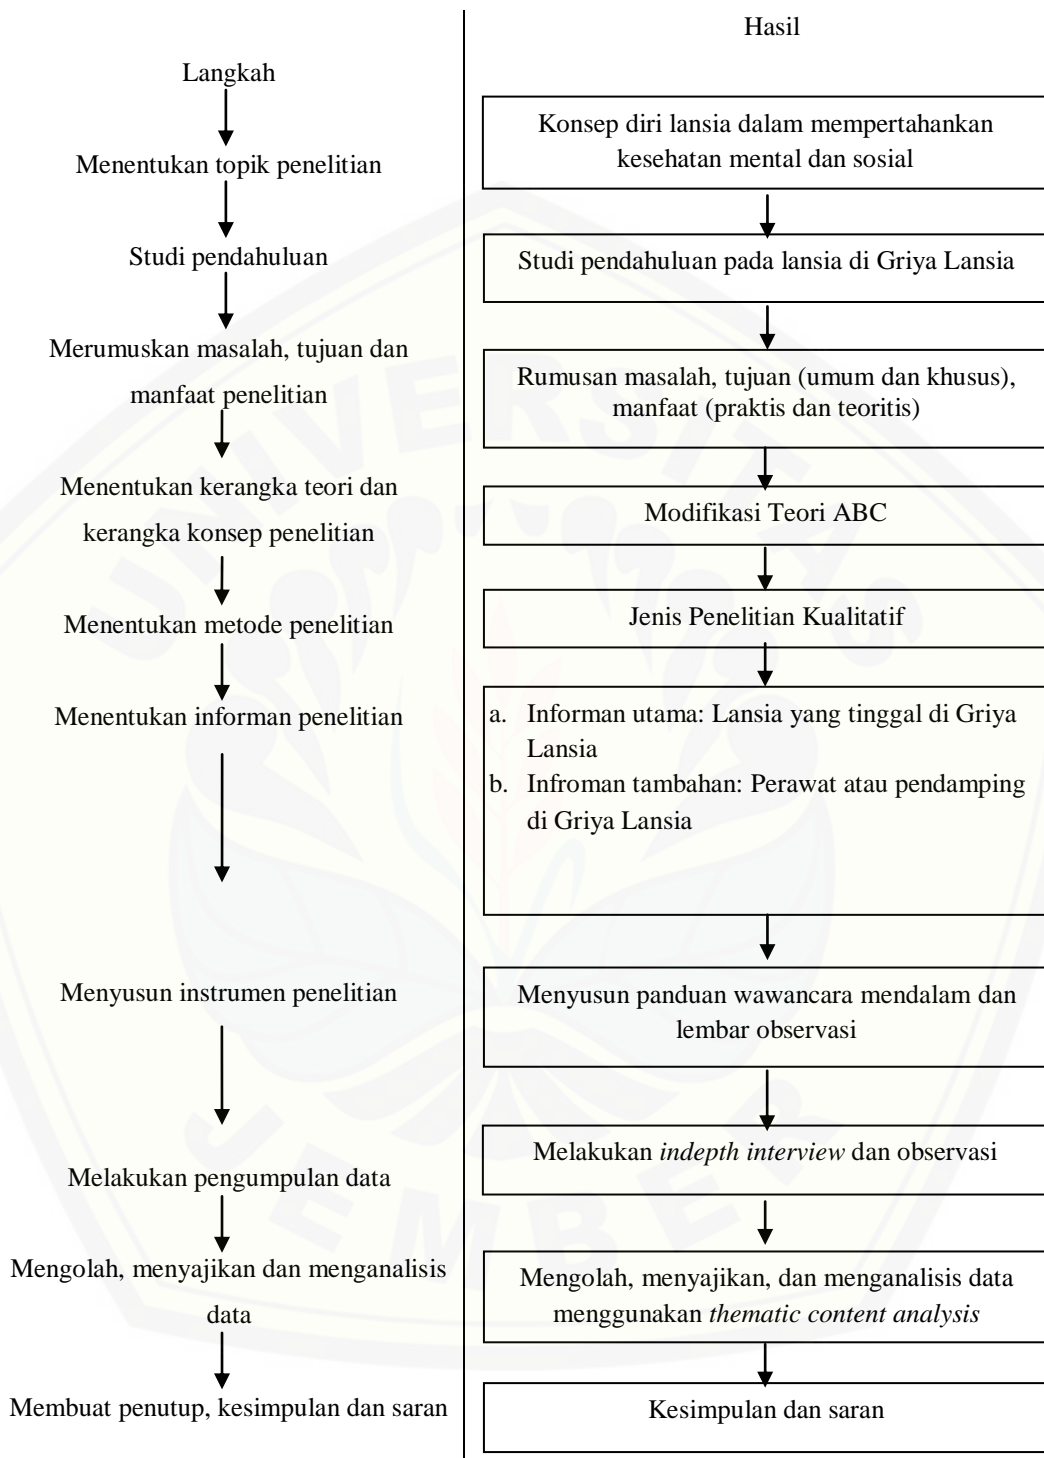 Hasil
Langkah
Konsep diri lansia dalam mempertahankan
kesehatan mental dan sosial
Menentukan topik penelitian
Studi pendahuluan
Studi pendahuluan pada lansia di Griya Lansia
Merumuskan masalah, tujuan dan
manfaat penelitian
Rumusan masalah, tujuan (umum dan khusus),
manfaat (praktis dan teoritis)
Menentukan kerangka teori dan
kerangka konsep penelitian
Modifikasi Teori ABC
Menentukan metode penelitian
Jenis Penelitian Kualitatif
Menentukan informan penelitian
a. Informan utama: Lansia yang tinggal di Griya
Lansia
b. Infroman tambahan: Perawat atau pendamping
di Griya Lansia
Menyusun instrumen penelitian
Menyusun panduan wawancara mendalam dan
lembar observasi
Melakukan pengumpulan data
Melakukan indepth interview dan observasi
Mengolah, menyajikan dan menganalisis
data
Mengolah, menyajikan, dan menganalisis data
menggunakan thematic content analysis
Membuat penutup, kesimpulan dan saran
Kesimpulan dan saran
UNIVERSITAS
JEMBER